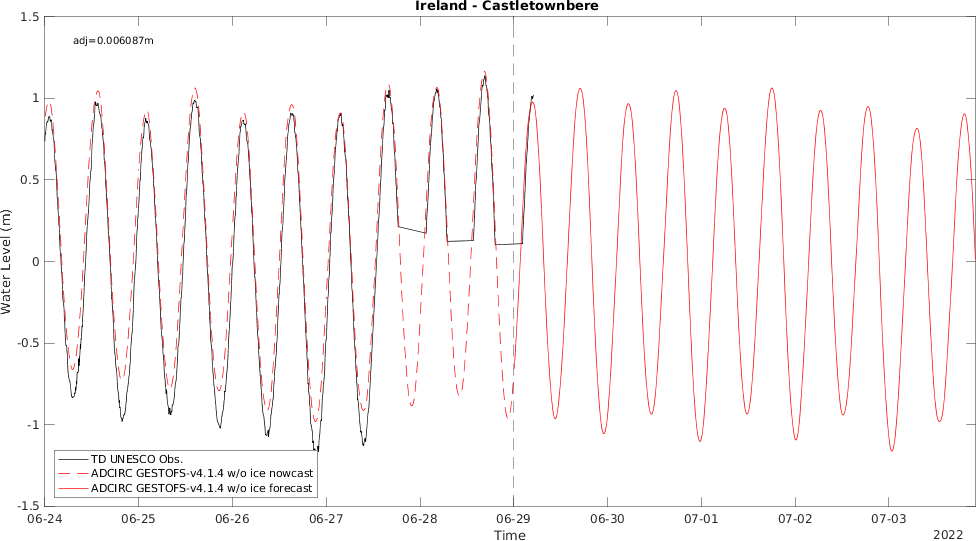 Ireland - Castletownbere
adj=0.006087m
1.5
1
0.5
0
-0.5
-1
-1.5
Water Level (m)
TD UNESCO Obs.
ADCIRC GESTOFS-v4.1.4 w/o ice nowcast
ADCIRC GESTOFS-v4.1.4 w/o ice forecast
06-24 06-25 06-26 06-27 06-28 06-29 06-30 07-01 07-02 07-03
Time
2022